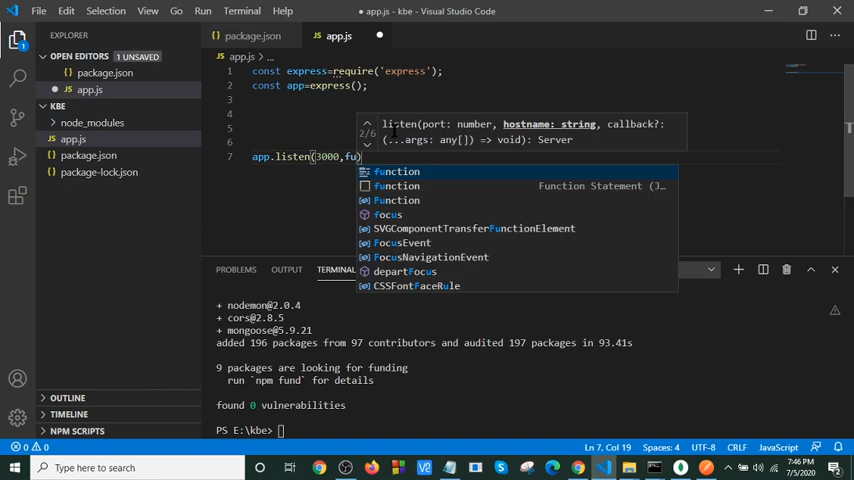 File Edit Selection View Go Run Terminal Help
● app.js - kbe - Visual Studio Code
EXPLORER
OPEN EDITORS 1 UNSAVED
{} package.json
● JS app.js
KBE
node_modules
JS app.js
{} package.json
{} package-lock.json
OUTLINE
TIMELINE
NPM SCRIPTS
{} package.json
JS app.js ●
JS app.js > ...
1 const express=require('express');
2 const app=express();
3
4
5
6
7 app.listen(3000,fu)
2/6
listen(port: number, hostname: string, callback?:
(...args: any[]) => void): Server
function
function Function Statement (J…
Function
focus
SVGComponentTransferFunctionElement
FocusEvent
FocusNavigationEvent
departFocus
CSSFontFaceRule
PROBLEMS OUTPUT TERMINAL
+ nodemon@2.0.4
+ cors@2.8.5
+ mongoose@5.9.21
added 196 packages from 97 contributors and audited 197 packages in 93.41s
9 packages are looking for funding
run `npm fund` for details
found 0 vulnerabilities
PS E:\kbe>
0 0
Ln 7, Col 19 Spaces: 4 UTF-8 CRLF JavaScript
Type here to search
7:46 PM
7/5/2020